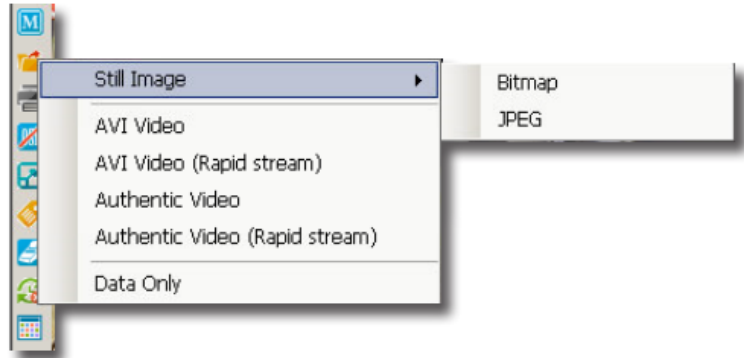 M
Still Image
Bitmap
JPEG
AVI Video
AVI Video (Rapid stream)
Authentic Video
Authentic Video (Rapid stream)
Data Only